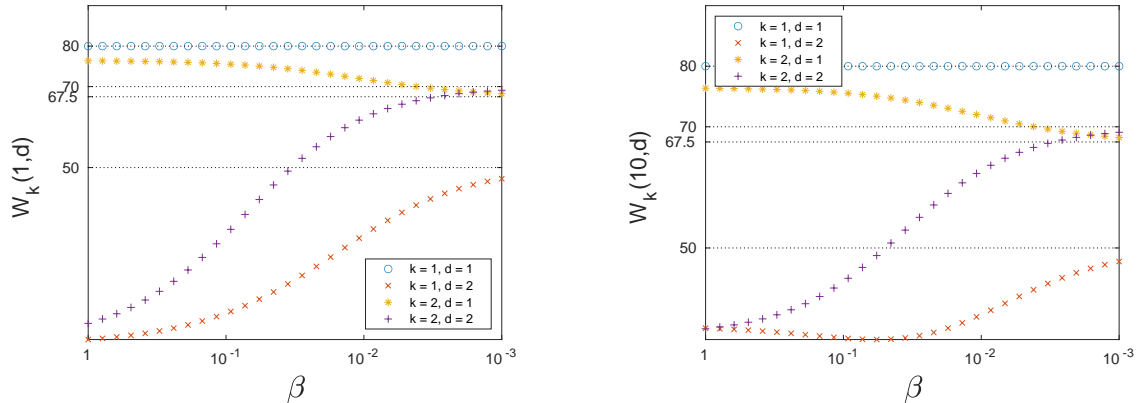 80
70
67.5
50
W_k(1,d)
k = 1, d = 1
k = 1, d = 2
k = 2, d = 1
k = 2, d = 2
1
10^-1
10^-2
10^-3
β
k = 1, d = 1
k = 1, d = 2
k = 2, d = 1
k = 2, d = 2
80
70
67.5
50
W_k(10,d)
1
10^-1
10^-2
10^-3
β